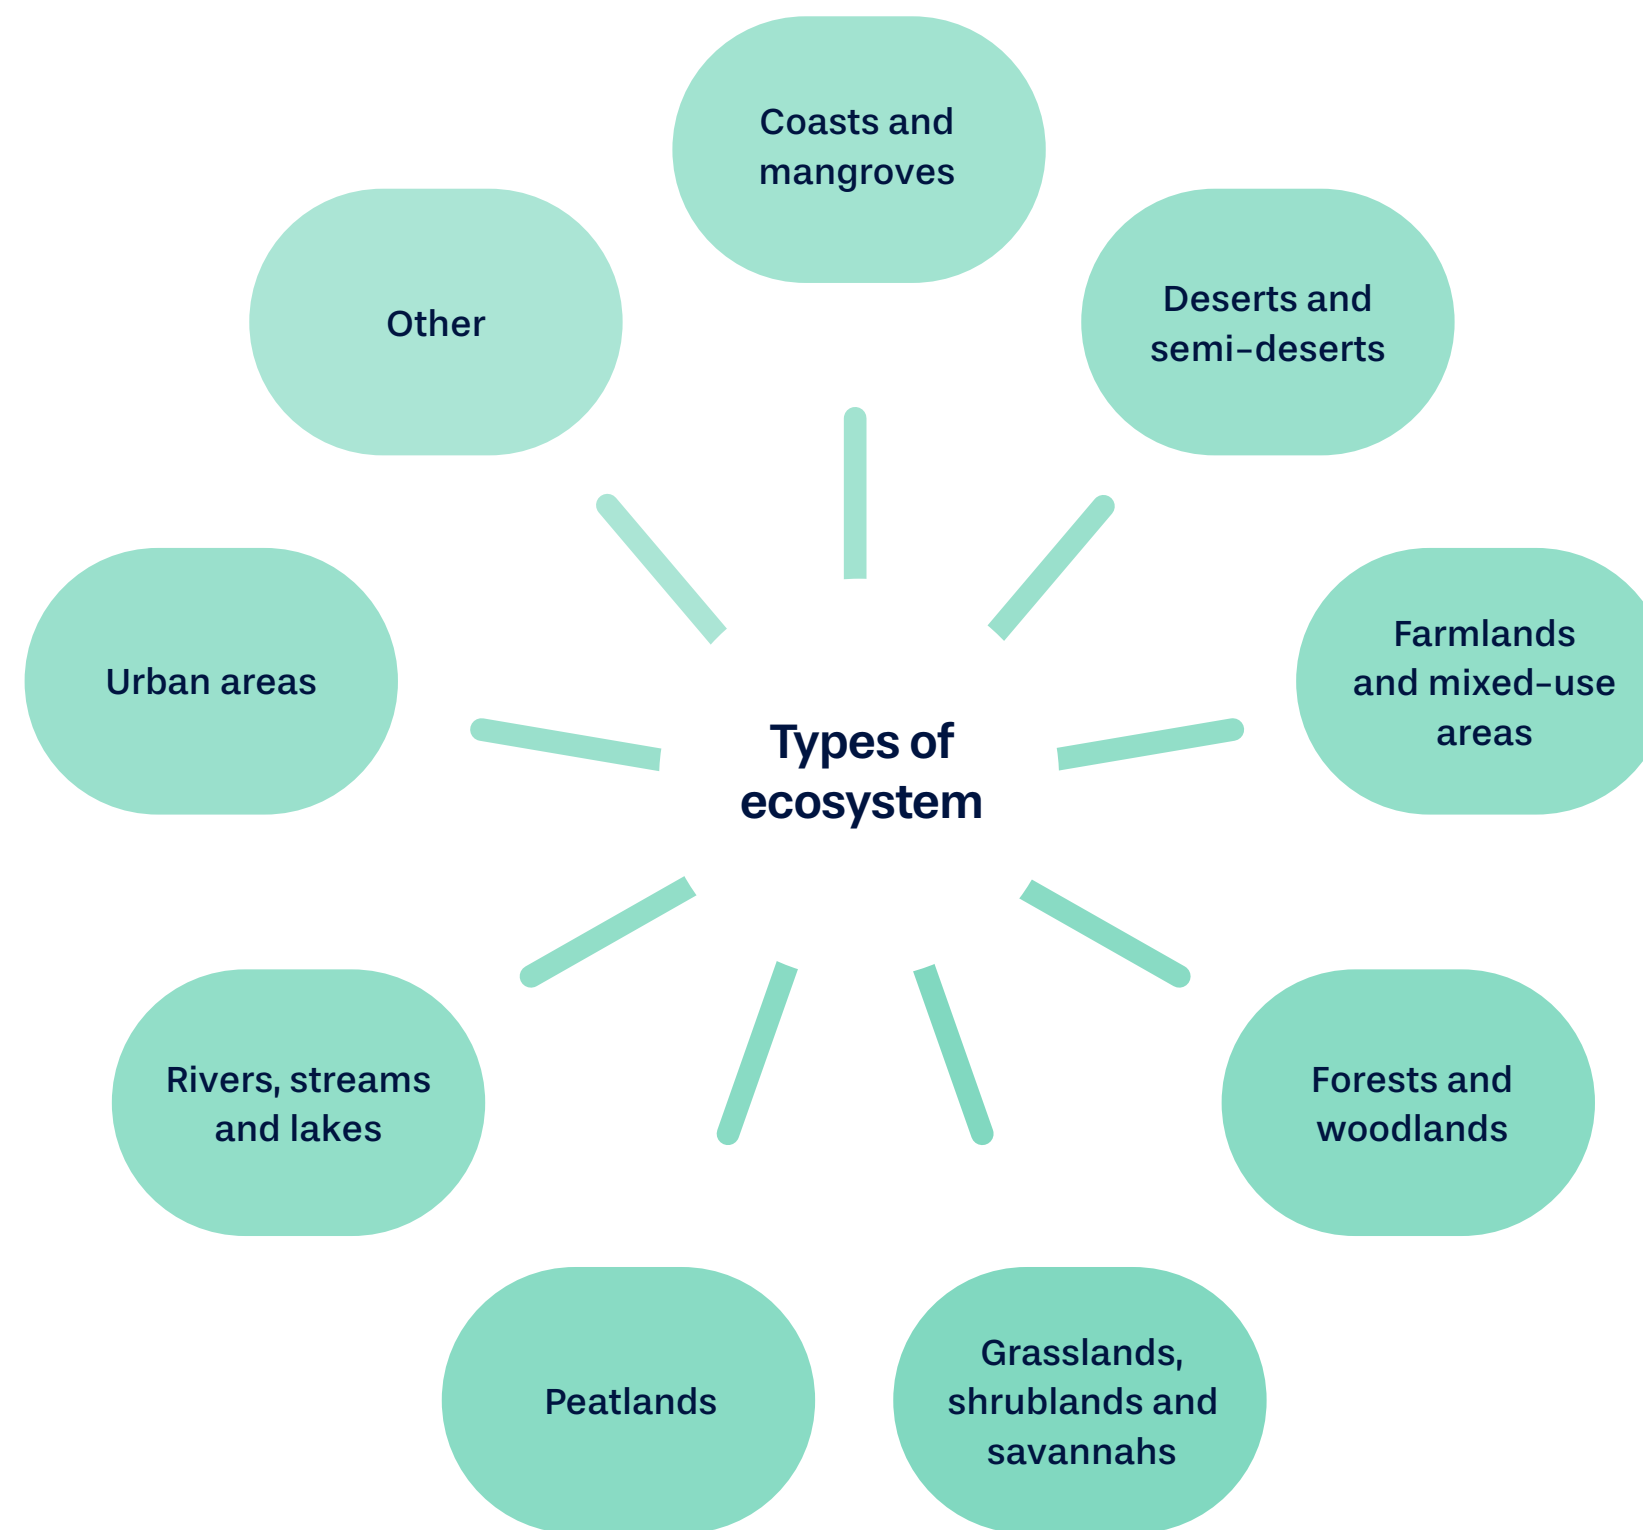 Types of
ecosystem
Coasts and
mangroves
Deserts and
semi-deserts
Farmlands
and mixed-use
areas
Forests and
woodlands
Grasslands,
shrublands and
savannahs
Peatlands
Rivers, streams
and lakes
Urban areas
Other